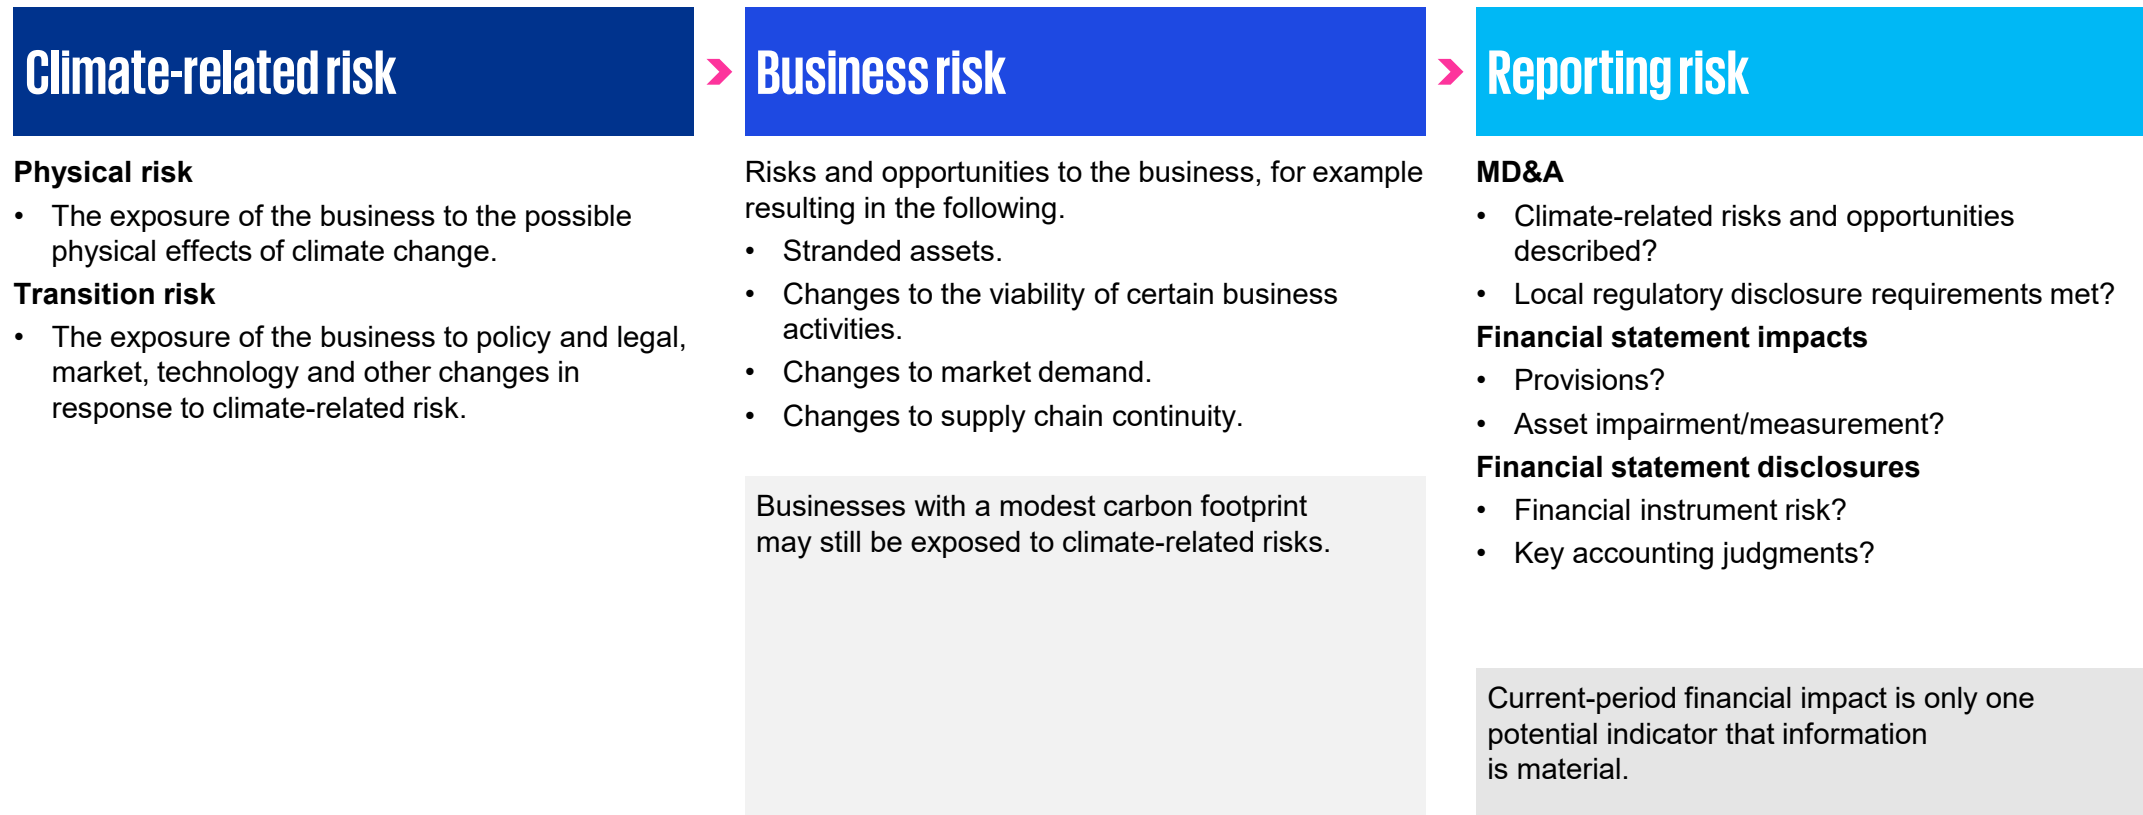 Climate-related risk
Physical risk
• The exposure of the business to the possible
physical effects of climate change.
Transition risk
• The exposure of the business to policy and legal,
market, technology and other changes in
response to climate-related risk.
Business risk
Risks and opportunities to the business, for example
resulting in the following.
• Stranded assets.
• Changes to the viability of certain business
activities.
• Changes to market demand.
• Changes to supply chain continuity.
Businesses with a modest carbon footprint
may still be exposed to climate-related risks.
Reporting risk
MD&A
• Climate-related risks and opportunities
described?
• Local regulatory disclosure requirements met?
Financial statement impacts
• Provisions?
• Asset impairment/measurement?
Financial statement disclosures
• Financial instrument risk?
• Key accounting judgments?
Current-period financial impact is only one
potential indicator that information
is material.